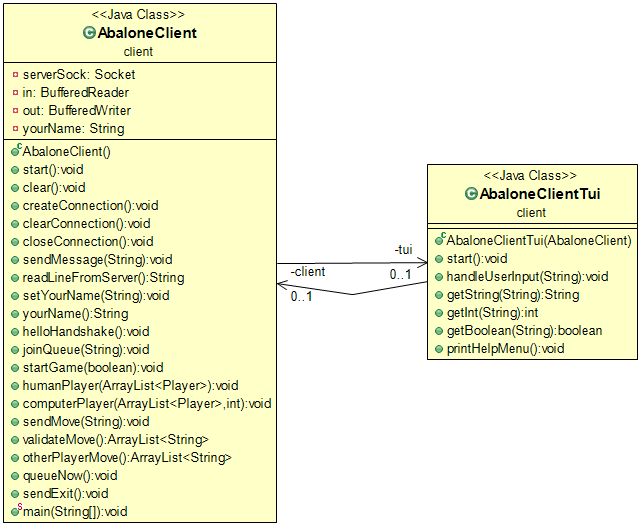 <<Java Class>>
AbaloneClient
client
serverSock: Socket
in: BufferedReader
out: BufferedWriter
yourName: String
AbaloneClient()
start():void
clear():void
createConnection():void
clearConnection():void
closeConnection():void
sendMessage(String):void
readLineFromServer():String
setYourName(String):void
yourName():String
helloHandshake():void
joinQueue(String):void
startGame(boolean):void
humanPlayer(ArrayList<Player>):void
computerPlayer(ArrayList<Player>,int):void
sendMove(String):void
validateMove():ArrayList<String>
otherPlayerMove():ArrayList<String>
queueNow():void
sendExit():void
main(String[]):void
-tui
0..1
-client
0..1
<<Java Class>>
AbaloneClientTui
client
AbaloneClientTui(AbaloneClient)
start():void
handleUserInput(String):void
getString(String):String
getInt(String):int
getBoolean(String):boolean
printHelpMenu():void